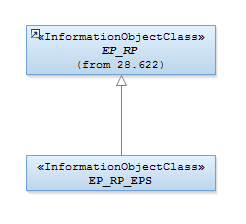 «InformationObjectClass»
EP_RP
(from 28.622)
«InformationObjectClass»
EP_RP_EPS